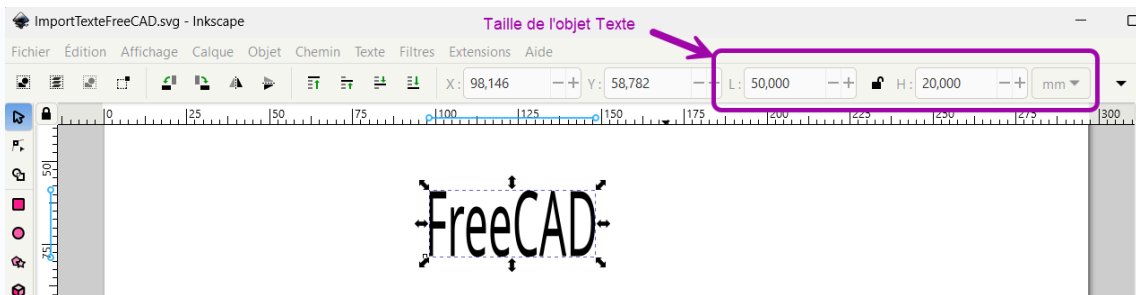 ImportTexteFreeCAD.svg - Inkscape
Taille de l'objet Texte
Fichier Édition Affichage Calque Objet Chemin Texte Filtres Extensions Aide
X : 98,146 Y : 58,782 L : 50,000 H : 20,000 mm
0 25 50 75 100 125 150 175 200 225 250 275 300
50
75
FreeCAD